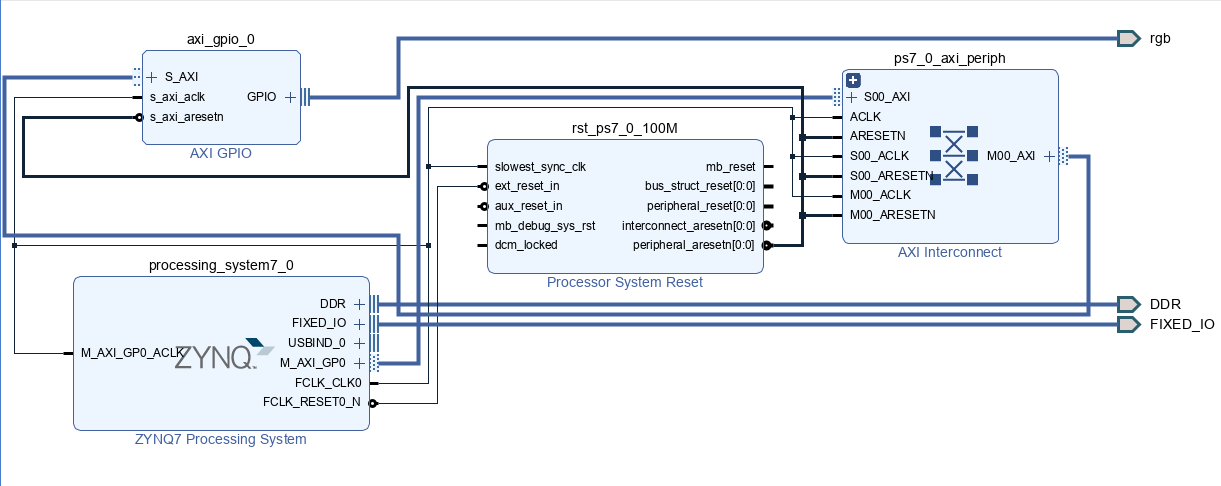 axi_gpio_0
S_AXI
s_axi_aclk
s_axi_aresetn
GPIO
AXI GPIO
rgb
ps7_0_axi_periph
S00_AXI
ACLK
ARESETN
S00_ACLK
S00_ARESETN
M00_ACLK
M00_ARESETN
M00_AXI
AXI Interconnect
rst_ps7_0_100M
slowest_sync_clk
ext_reset_in
aux_reset_in
mb_debug_sys_rst
dcm_locked
mb_reset
bus_struct_reset[0:0]
peripheral_reset[0:0]
interconnect_aresetn[0:0]
peripheral_aresetn[0:0]
Processor System Reset
processing_system7_0
M_AXI_GP0_ACLK
ZYNQ
DDR
FIXED_IO
USBIND_0
M_AXI_GP0
FCLK_CLK0
FCLK_RESET0_N
ZYNQ7 Processing System
DDR
FIXED_IO